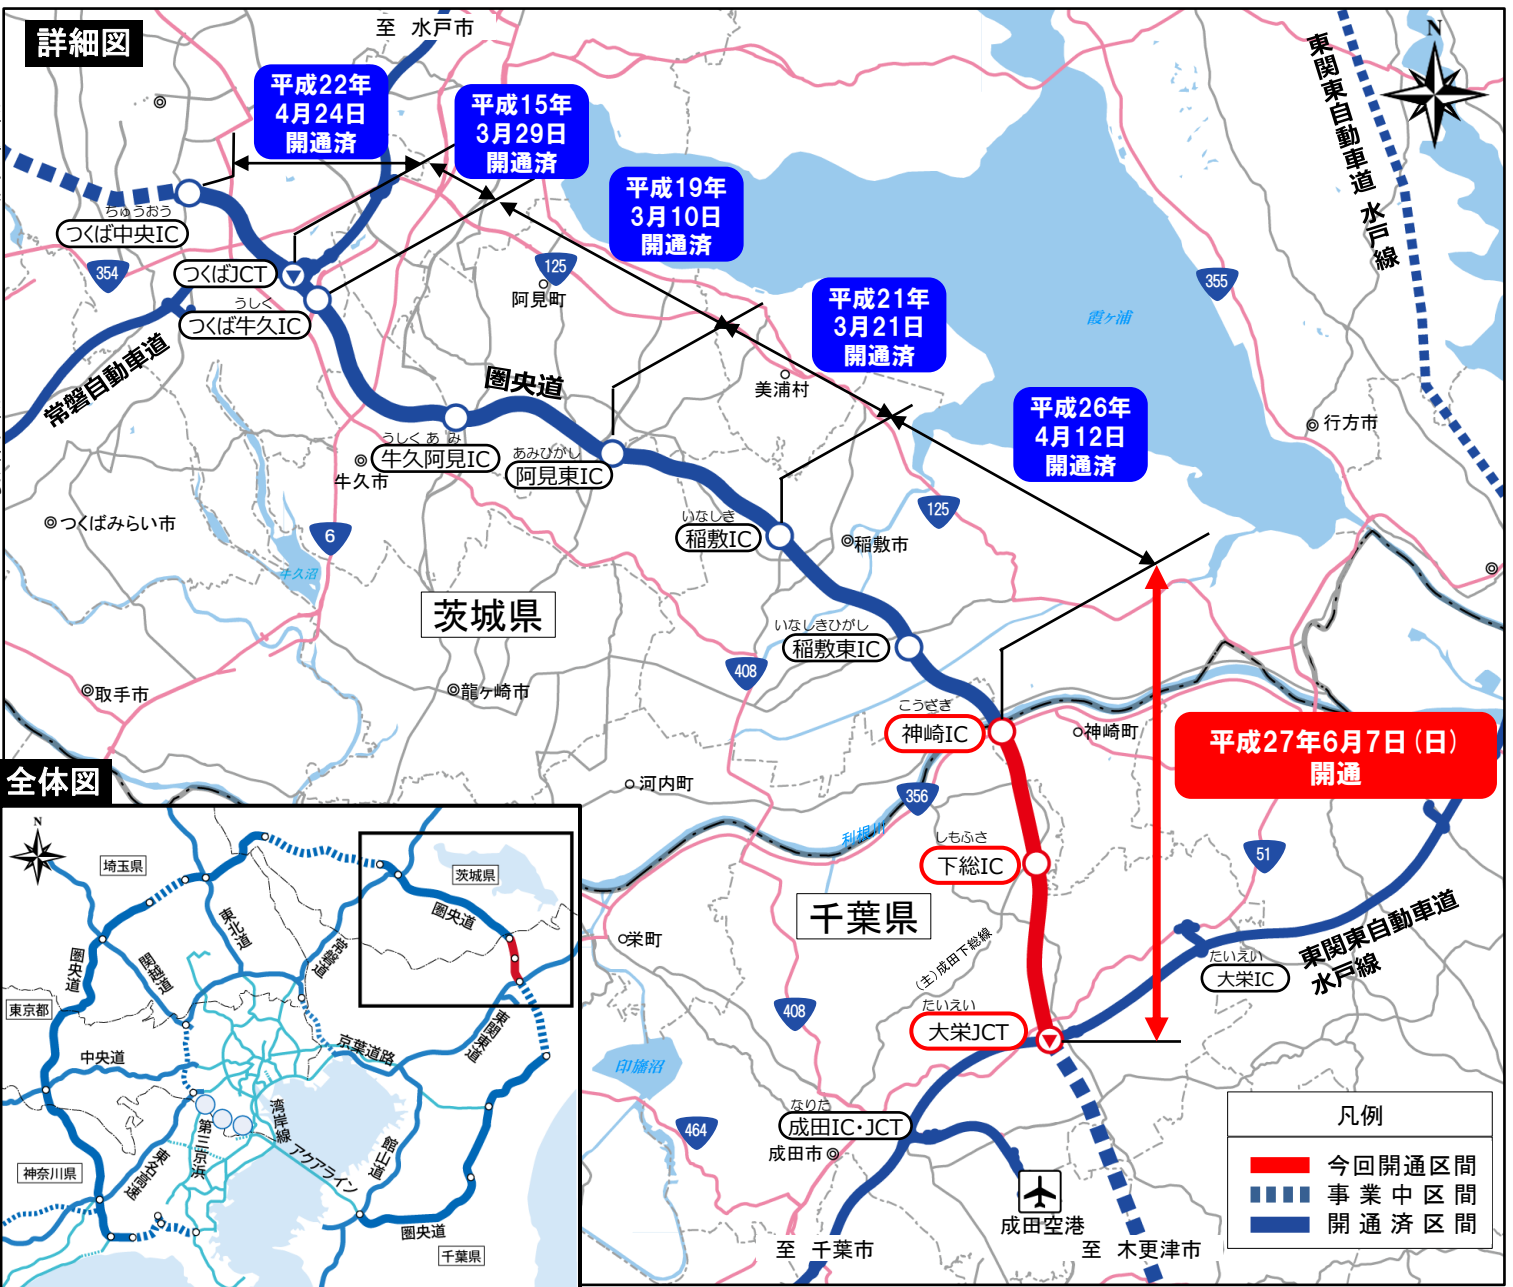 詳細図
至 水戸市
N
平成22年
4月24日
開通済
平成15年
3月29日
開通済
平成19年
3月10日
開通済
平成21年
3月21日
開通済
平成26年
4月12日
開通済
東関東自動車道 水戸線
ちゅうおう
つくば中央IC
354
つくばJCT
うしく
つくば牛久IC
常磐自動車道
125
阿見町
355
霞ヶ浦
圏央道
美浦村
行方市
うしく あ み
牛久阿見IC
牛久市
あみひがし
阿見東IC
つくばみらい市
6
牛久沼
いなしき
稲敷IC
稲敷市
125
茨城県
いなしきひがし
稲敷東IC
408
取手市
龍ヶ崎市
こうざき
神崎IC
神崎町
平成27年6月7日(日)
開通
河内町
356
利根川
しもふさ
下総IC
51
千葉県
栄町
(主)成田下総線
東関東自動車道
水戸線
たいえい
大栄IC
たいえい
大栄JCT
408
印旛沼
なりた
成田IC・JCT
464
成田市
成田空港
至 千葉市
至 木更津市
凡例
今回開通区間
事業中区間
開通済区間
全体図
N
埼玉県
茨城県
圏央道
東北道
常磐道
関越道
圏央道
東京都
中央道
京葉道路
東関東道
湾岸線
第三京浜
アクアライン
館山道
東名高速
神奈川県
圏央道
千葉県